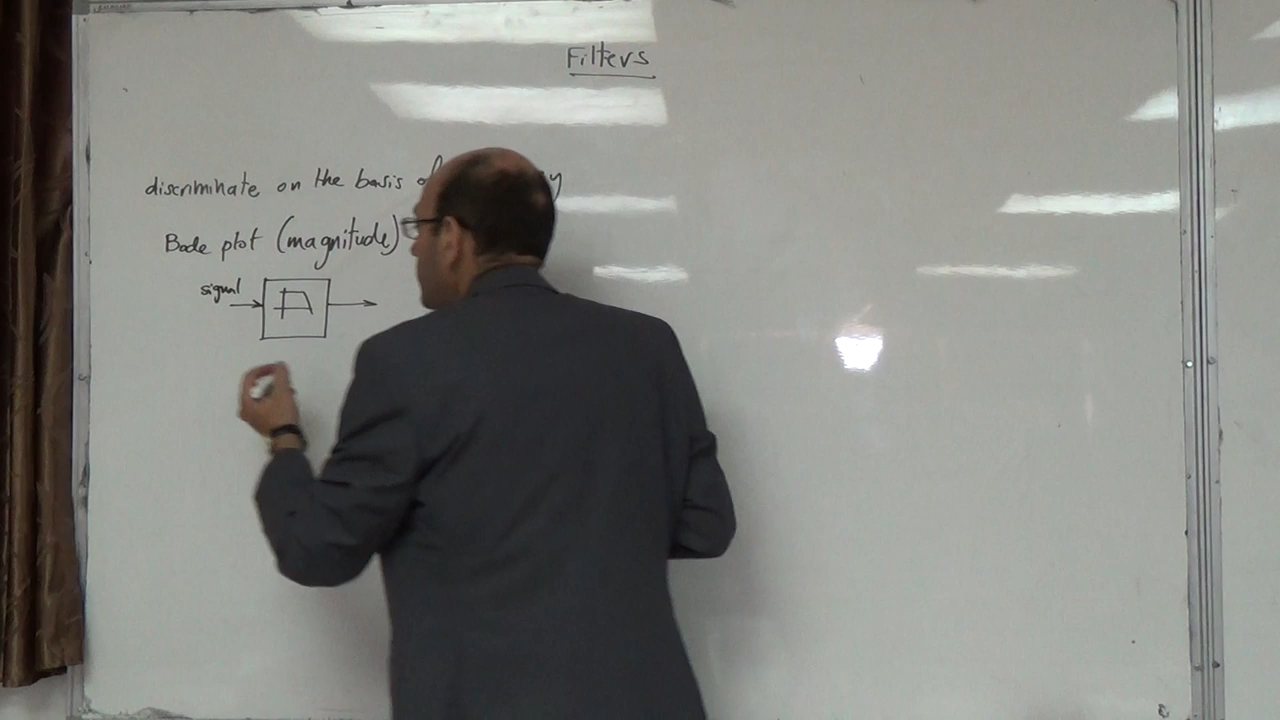 Filters
discriminate on the basis of
Bode plot (magnitude)
signal